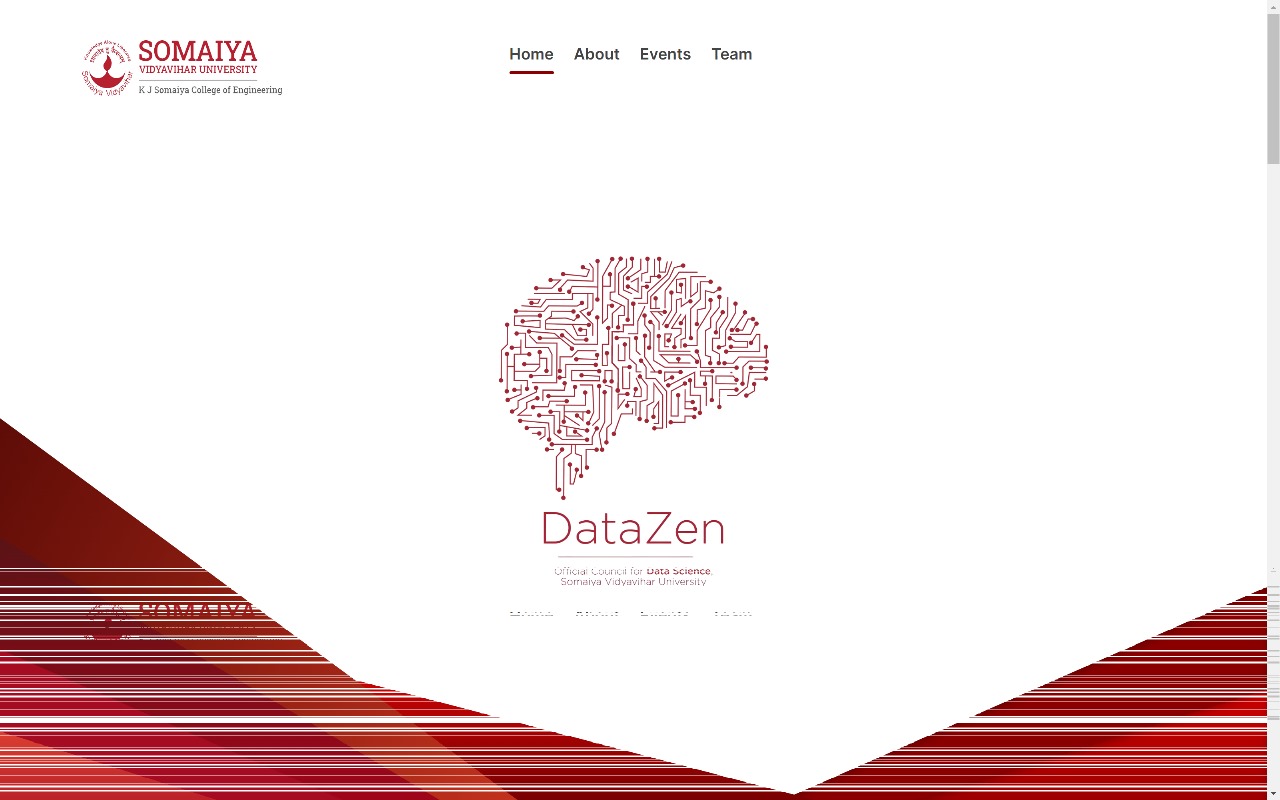 SOMAIYA
VIDYAVIHAR UNIVERSITY
K J Somaiya College of Engineering
Home About Events Team
DataZen
Official Council for Data Science,
Somaiya Vidyavihar University
SOMAIYA